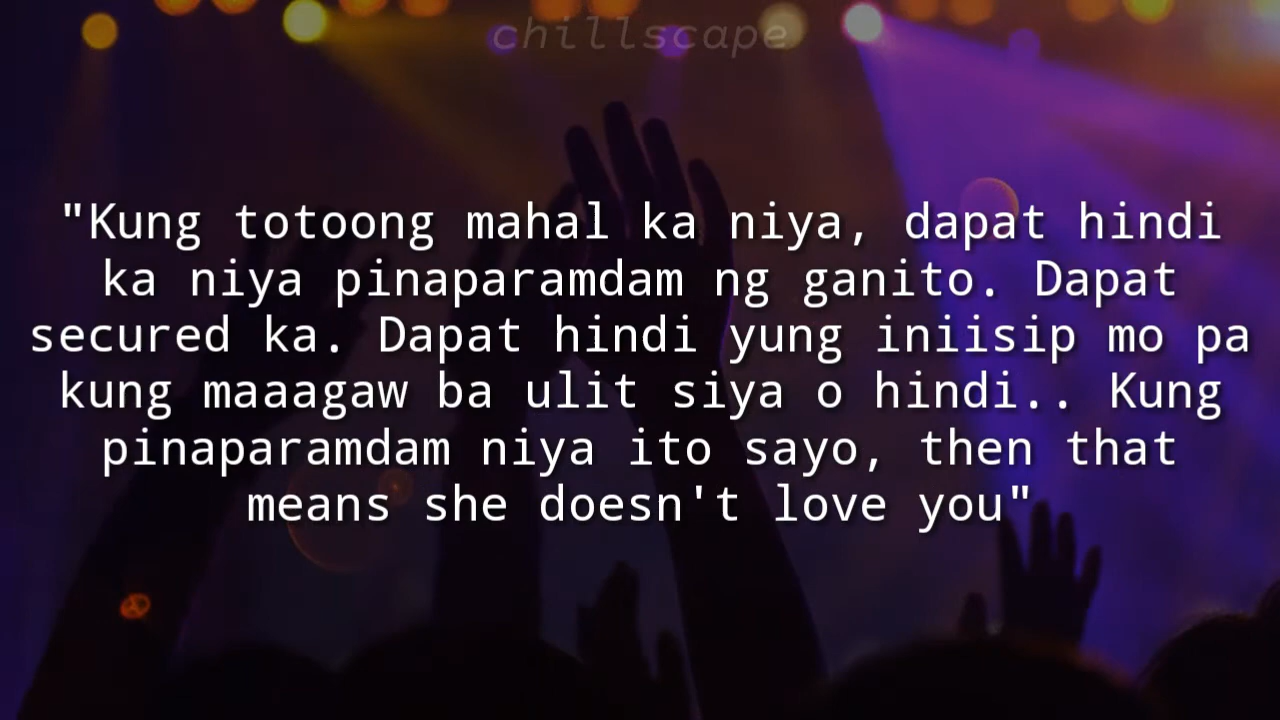 chillscape
"Kung totoong mahal ka niya, dapat hindi
ka niya pinaparamdam ng ganito. Dapat
secured ka. Dapat hindi yung iniisip mo pa
kung maaagaw ba ulit siya o hindi.. Kung
pinaparamdam niya ito sayo, then that
means she doesn't love you"